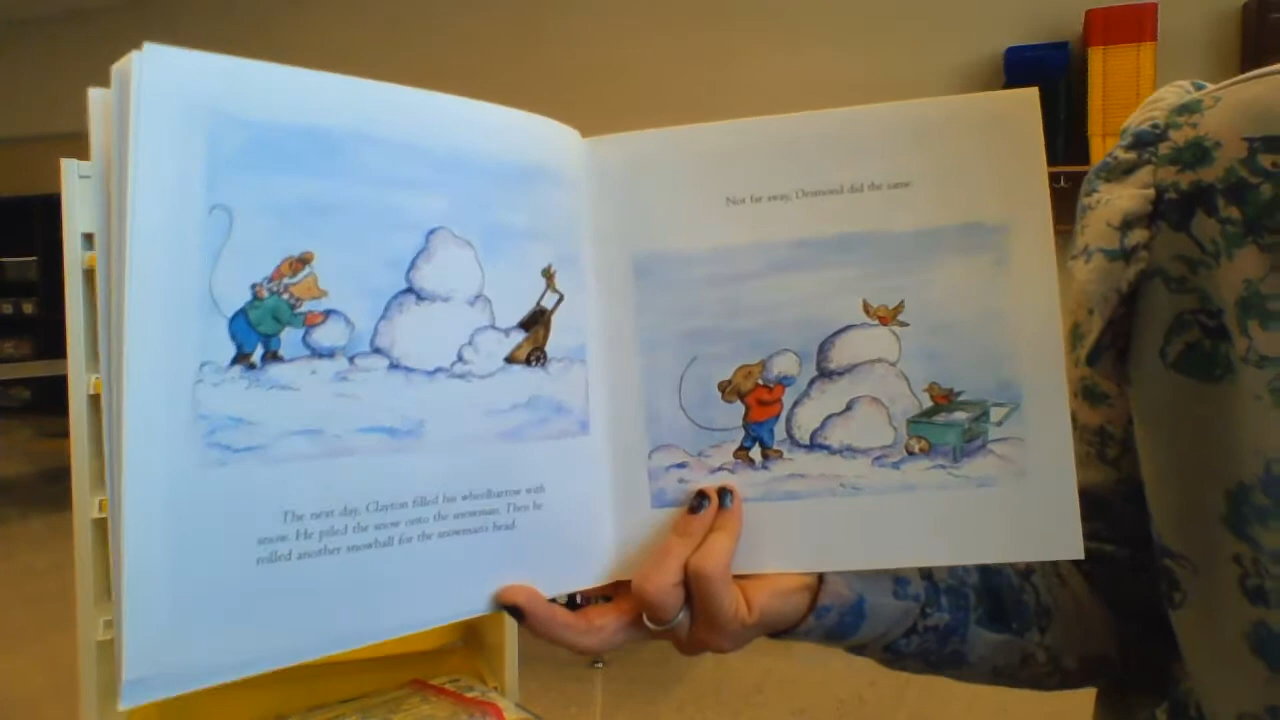 The next day, Clayton filled his wheelbarrow with
snow. He piled the snow onto the snowman. Then he
rolled another snowball for the snowman's head.
Not far away, Desmond did the same.